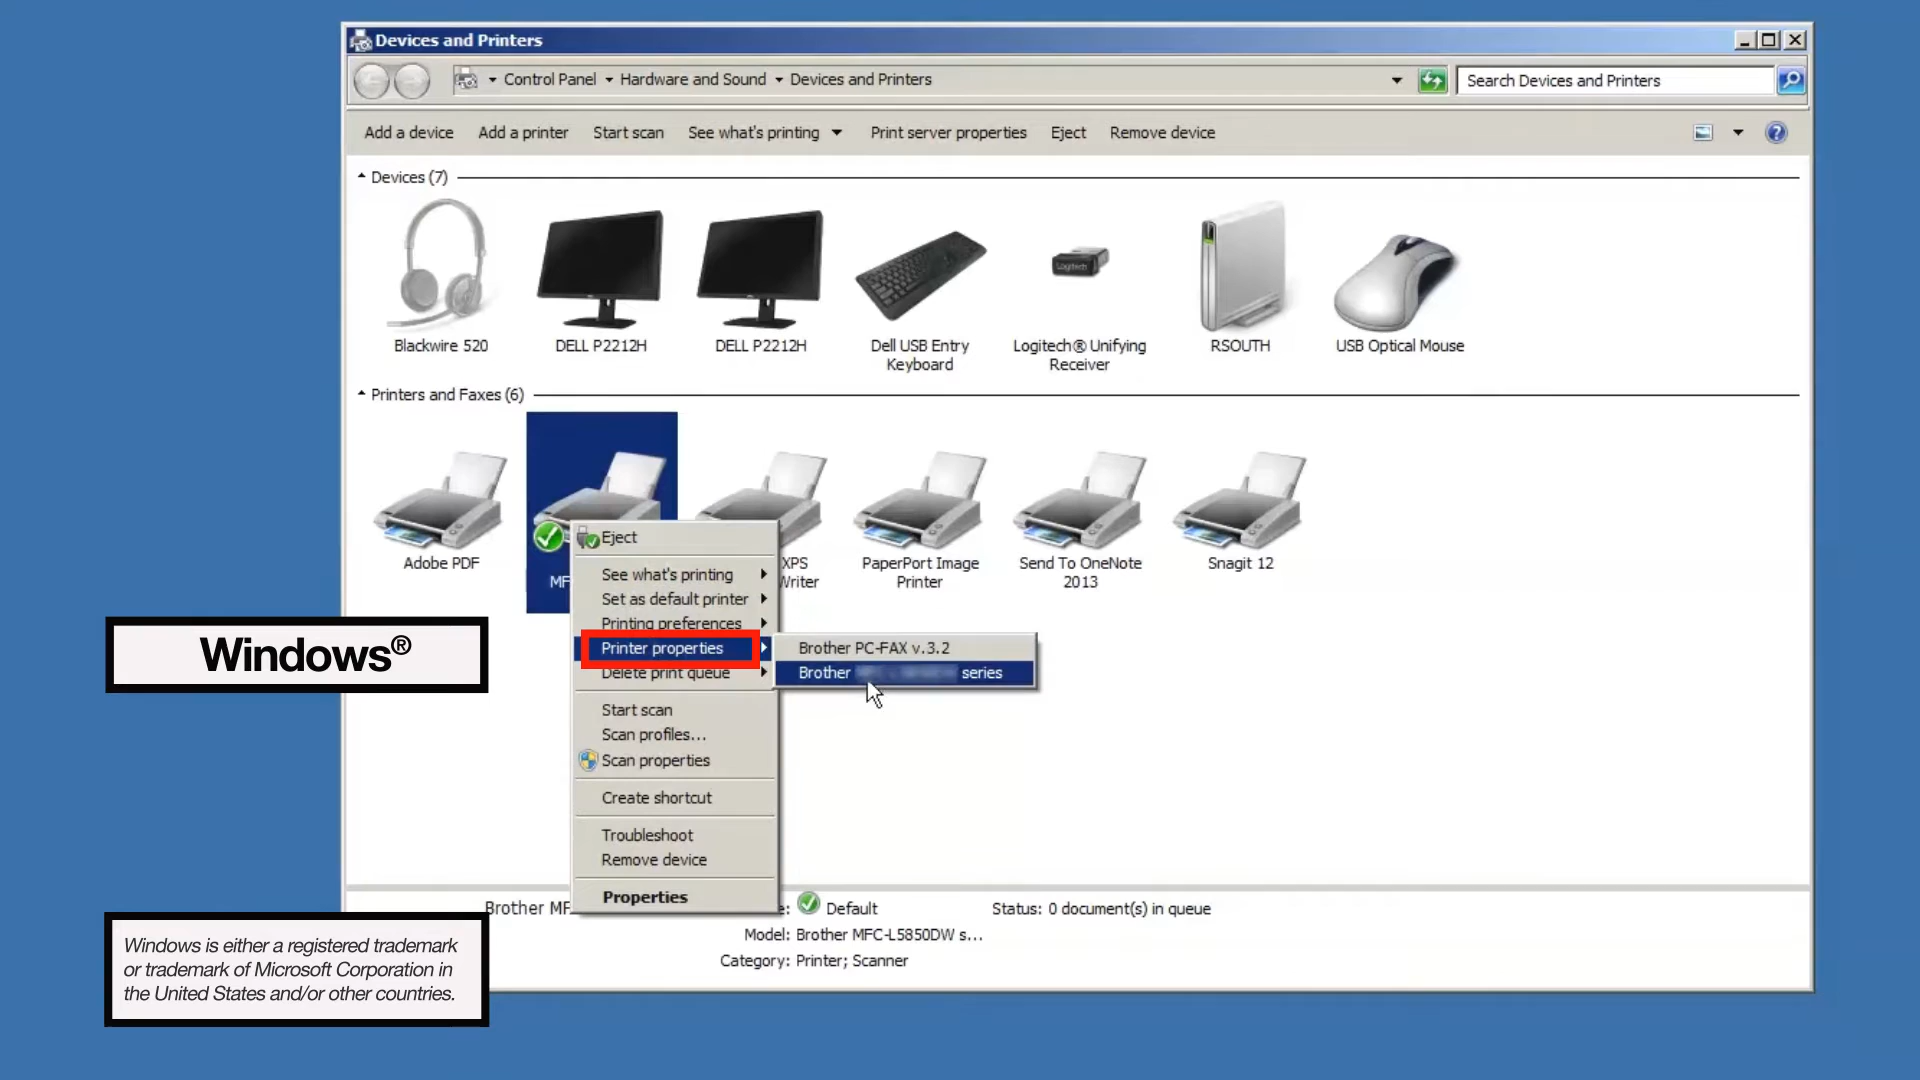 Devices and Printers
Control Panel Hardware and Sound Devices and Printers
Search Devices and Printers
Add a device Add a printer Start scan See what's printing Print server properties Eject Remove device
Devices (7)
Logitech
Blackwire 520
DELL P2212H
DELL P2212H
Dell USB Entry
Keyboard
Logitech® Unifying
Receiver
RSOUTH
USB Optical Mouse
Printers and Faxes (6)
Adobe PDF
MF
XPS
Writer
PaperPort Image
Printer
Send To OneNote
2013
Snagit 12
Eject
See what's printing
Set as default printer
Printing preferences
Printer properties
Delete print queue
Start scan
Scan profiles...
Scan properties
Create shortcut
Troubleshoot
Remove device
Properties
Brother PC-FAX v.3.2
Brother series
Windows®
Brother MF
e: Default
Status: 0 document(s) in queue
Model: Brother MFC-L5850DW s...
Category: Printer; Scanner
Windows is either a registered trademark
or trademark of Microsoft Corporation in
the United States and/or other countries.